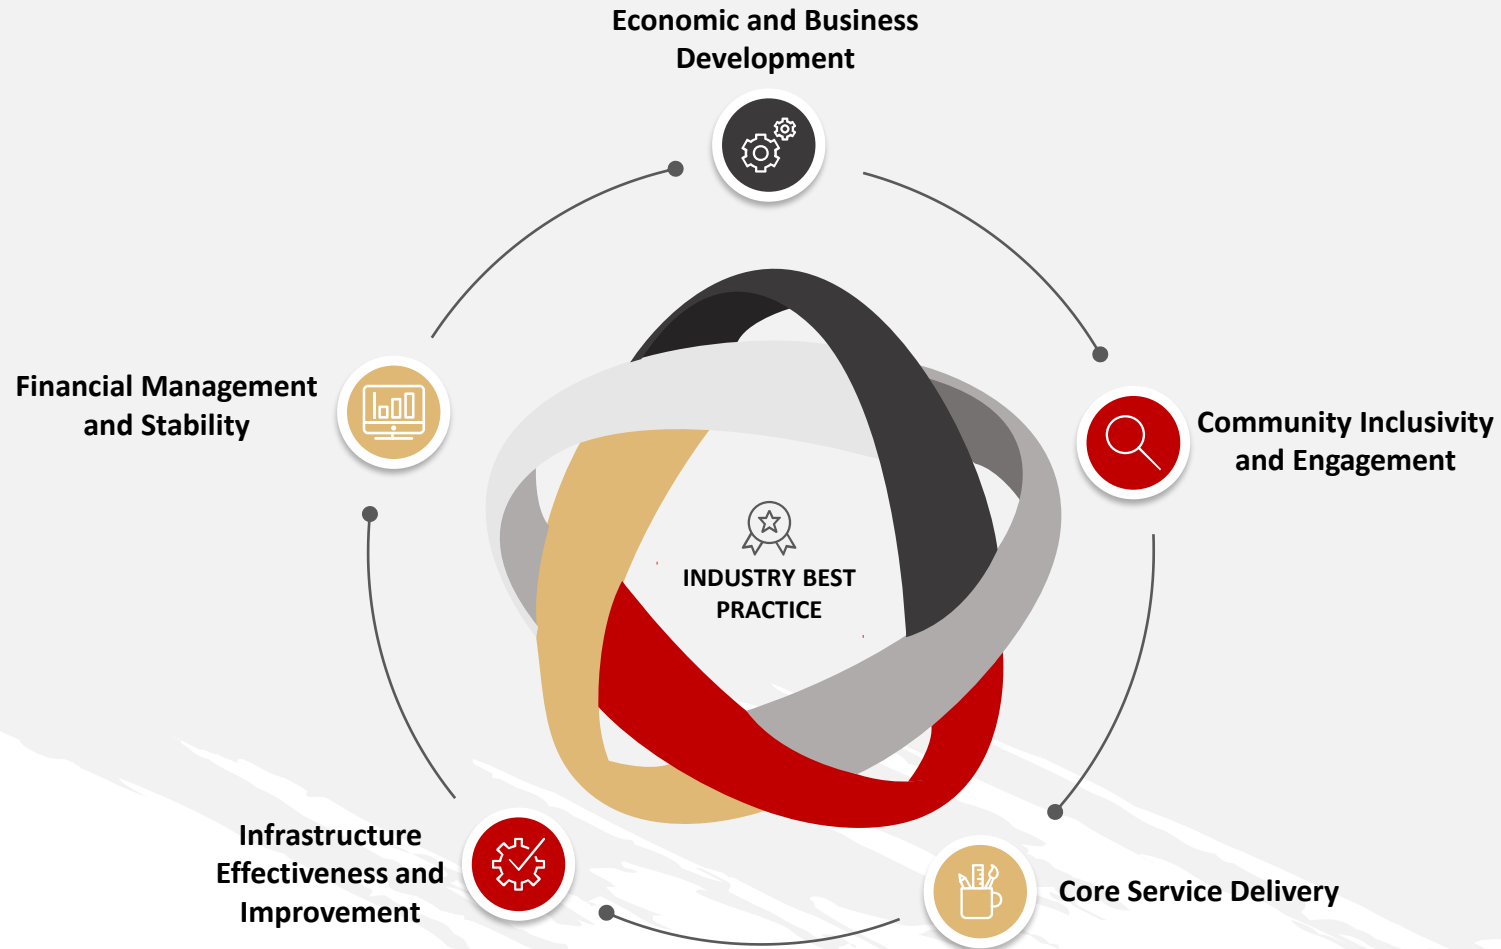 Economic and Business
Development
Financial Management
and Stability
Community Inclusivity
and Engagement
INDUSTRY BEST
PRACTICE
Infrastructure
Effectiveness and
Improvement
Core Service Delivery